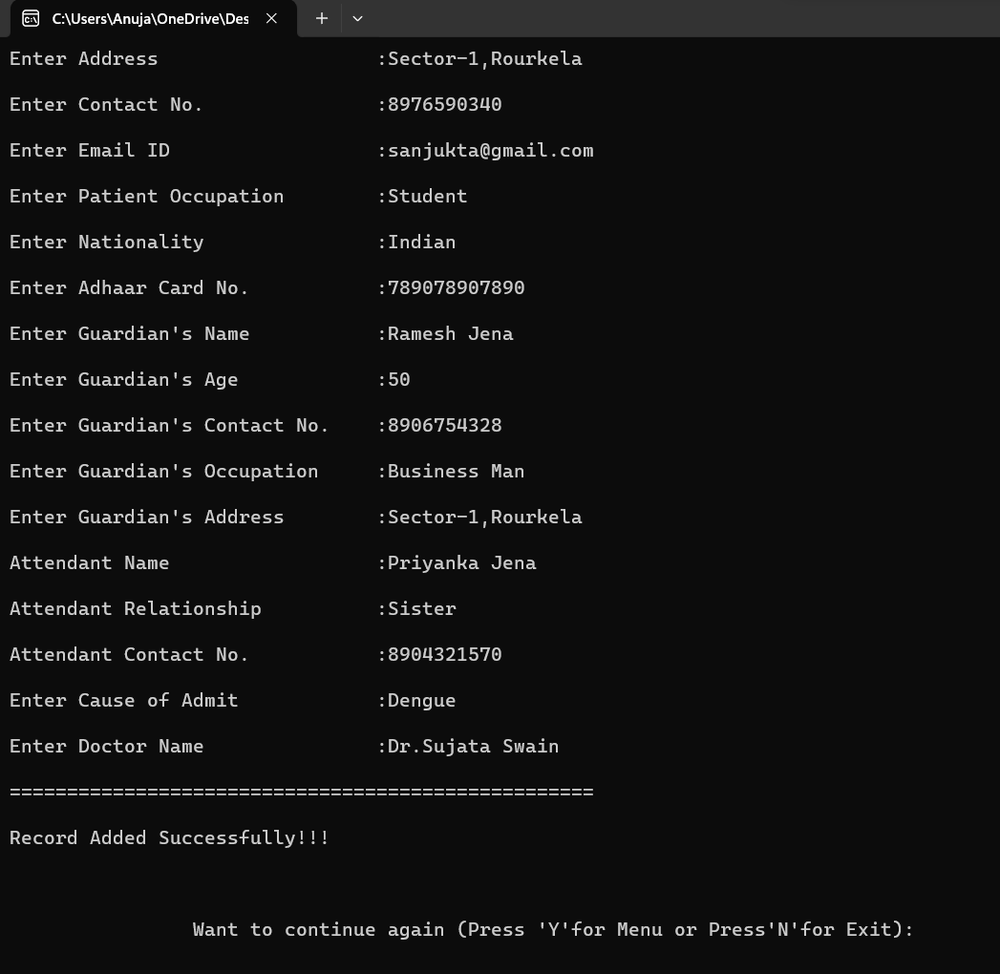 C:\Users\Anuja\OneDrive\Des
Enter Address :Sector-1,Rourkela
Enter Contact No. :8976590340
Enter Email ID :sanjukta@gmail.com
Enter Patient Occupation :Student
Enter Nationality :Indian
Enter Adhaar Card No. :789078907890
Enter Guardian's Name :Ramesh Jena
Enter Guardian's Age :50
Enter Guardian's Contact No. :8906754328
Enter Guardian's Occupation :Business Man
Enter Guardian's Address :Sector-1,Rourkela
Attendant Name :Priyanka Jena
Attendant Relationship :Sister
Attendant Contact No. :8904321570
Enter Cause of Admit :Dengue
Enter Doctor Name :Dr.Sujata Swain
===================================================
Record Added Successfully!!!
Want to continue again (Press 'Y'for Menu or Press'N'for Exit):